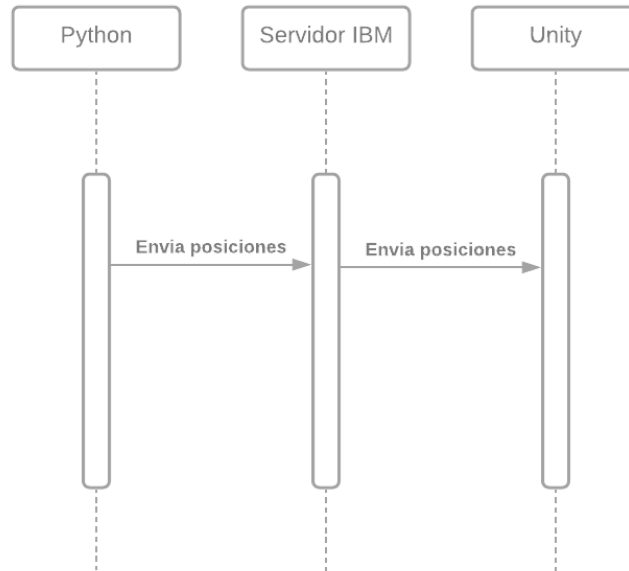 Python
Servidor IBM
Unity
Envia posiciones
Envia posiciones